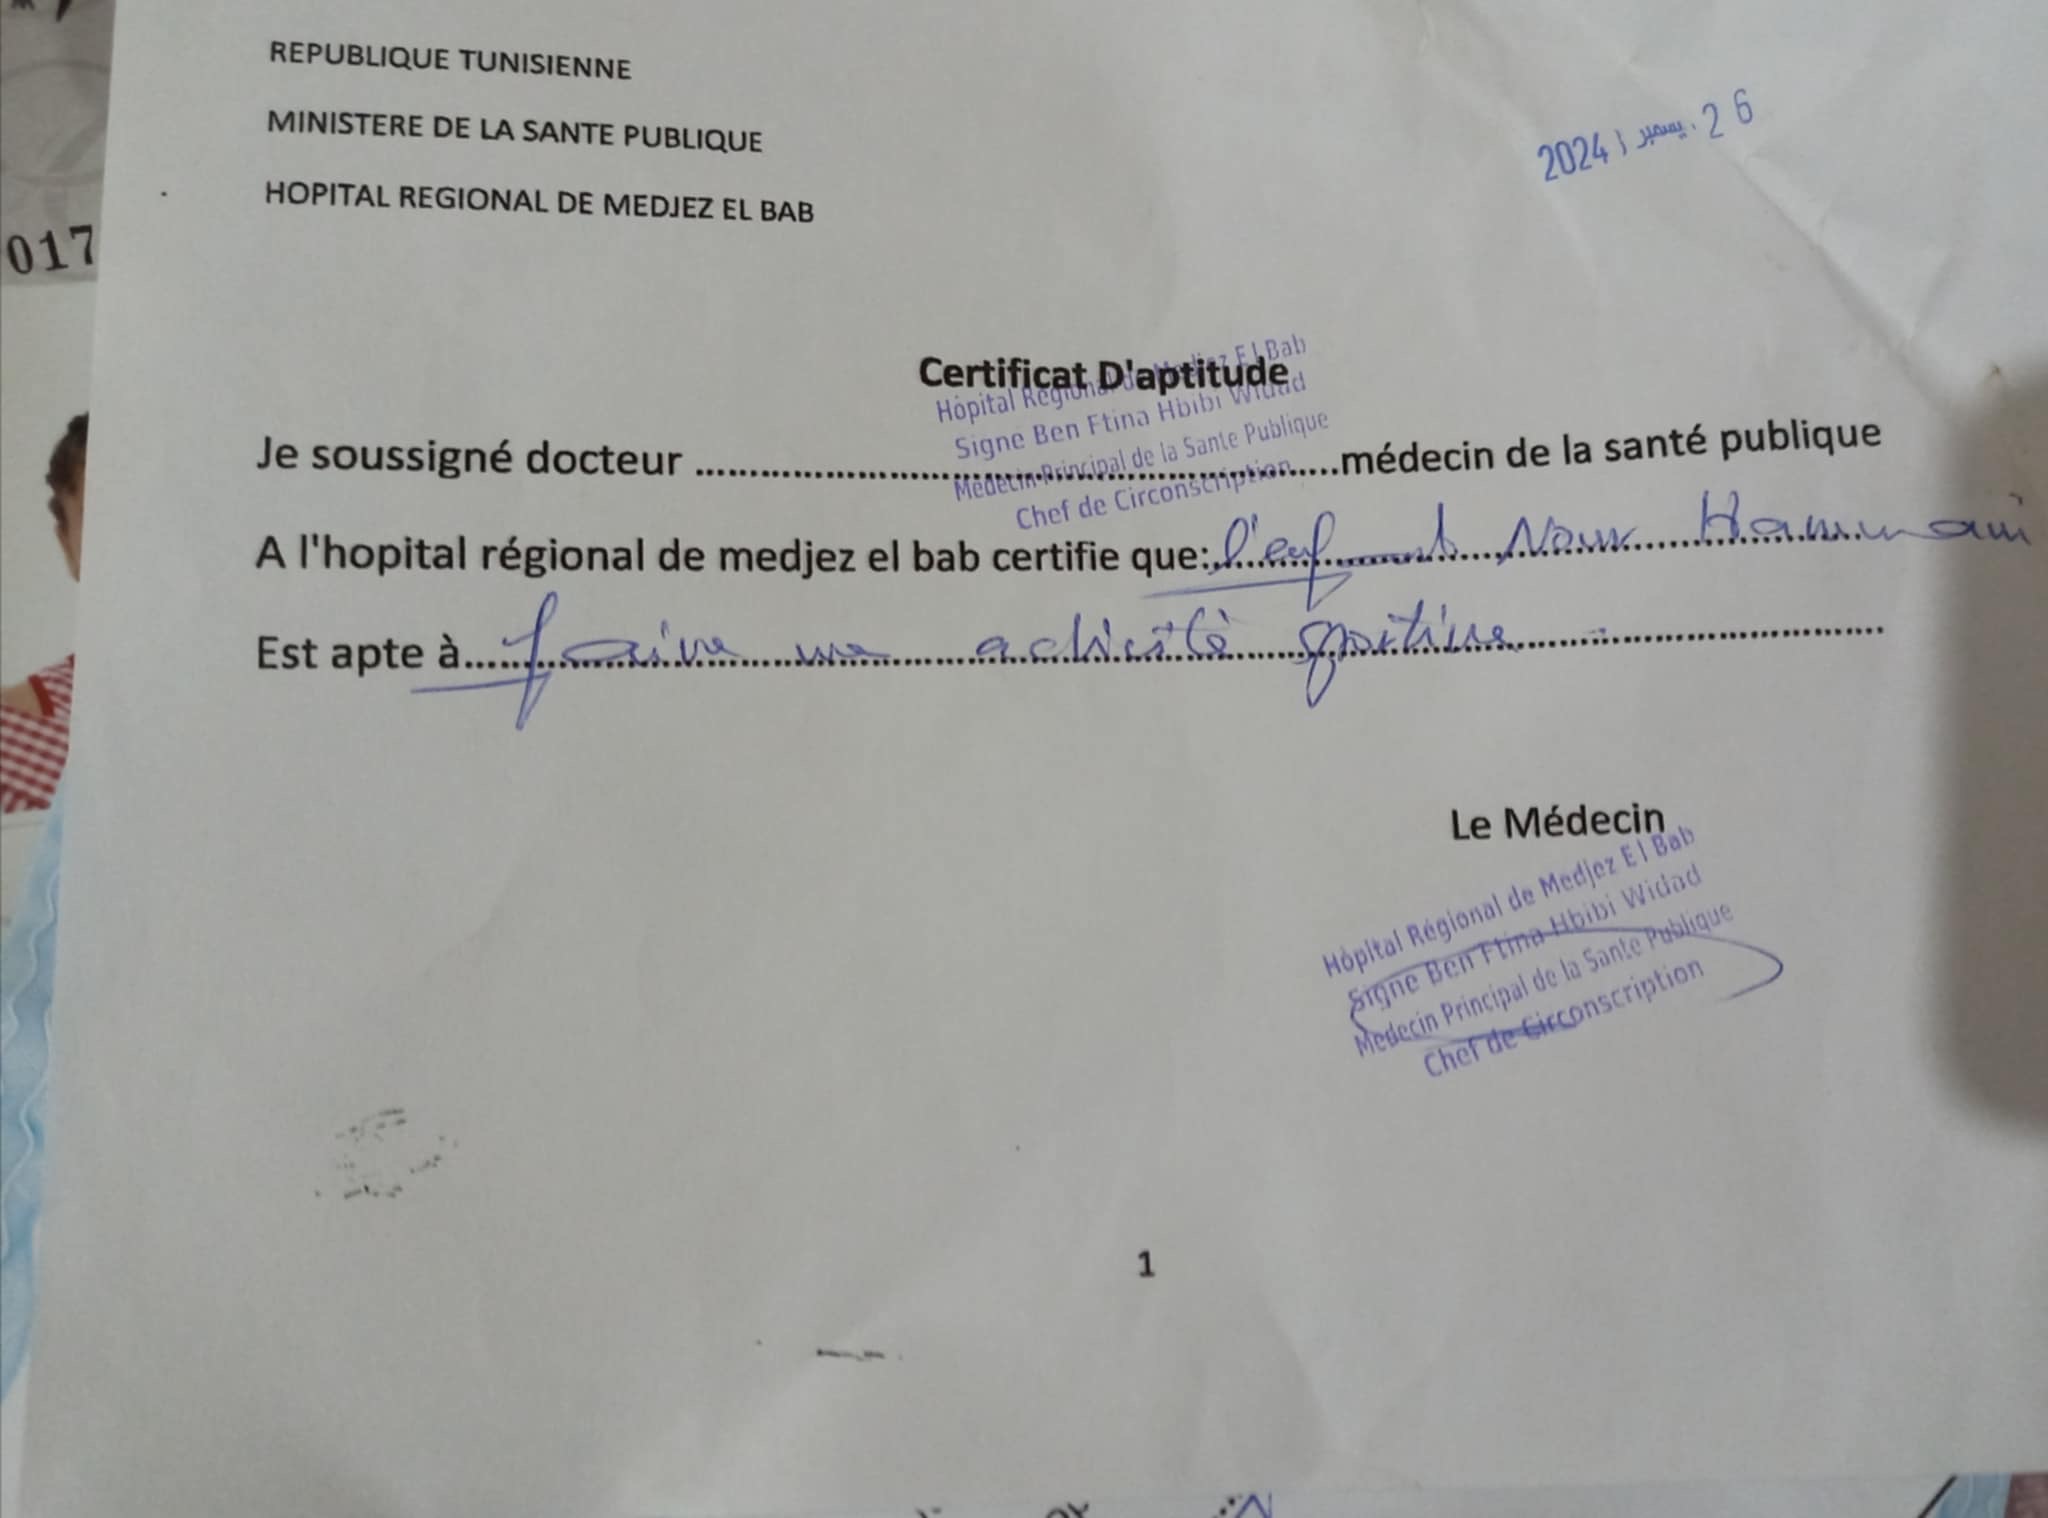 REPUBLIQUE TUNISIENNE
MINISTERE DE LA SANTE PUBLIQUE
HOPITAL REGIONAL DE MEDJEZ EL BAB
26 ديسمبر 2024
017
Certificat D'aptitude
Hôpital Régional de Medjez El Bab
Signe Ben Ftina Hbibi Widad
Médecin Principal de la Sante Publique
Chef de Circonscription
Je soussigné docteur ........................................médecin de la santé publique
A l'hopital régional de medjez el bab certifie que: l'enfant Nour Hammami
Est apte à faire une activité sportive
Le Médecin
Hôpital Régional de Medjez El Bab
Signe Ben Ftina Hbibi Widad
Medecin Principal de la Sante Publique
Chef de Circonscription
1